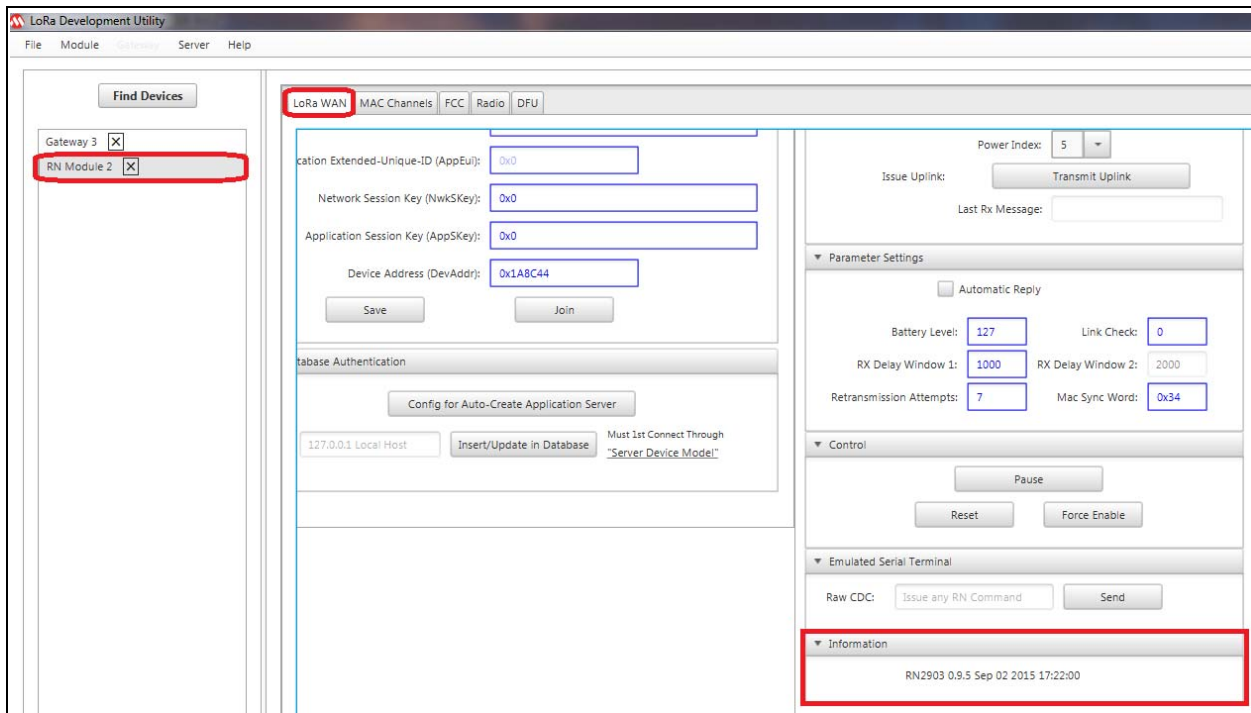 LoRa Development Utility
File Module Gateway Server Help
Find Devices
Gateway 3
RN Module 2
LoRa WAN MAC Channels FCC Radio DFU
cation Extended-Unique-ID (AppEui): 0x0
Network Session Key (NwkSKey): 0x0
Application Session Key (AppSKey): 0x0
Device Address (DevAddr): 0x1A8C44
Save Join
tabase Authentication
Config for Auto-Create Application Server
127.0.0.1 Local Host Insert/Update in Database
Must 1st Connect Through
"Server Device Model"
Power Index: 5
Issue Uplink: Transmit Uplink
Last Rx Message:
Parameter Settings
Automatic Reply
Battery Level: 127 Link Check: 0
RX Delay Window 1: 1000 RX Delay Window 2: 2000
Retransmission Attempts: 7 Mac Sync Word: 0x34
Control
Pause
Reset Force Enable
Emulated Serial Terminal
Raw CDC: Issue any RN Command Send
Information
RN2903 0.9.5 Sep 02 2015 17:22:00